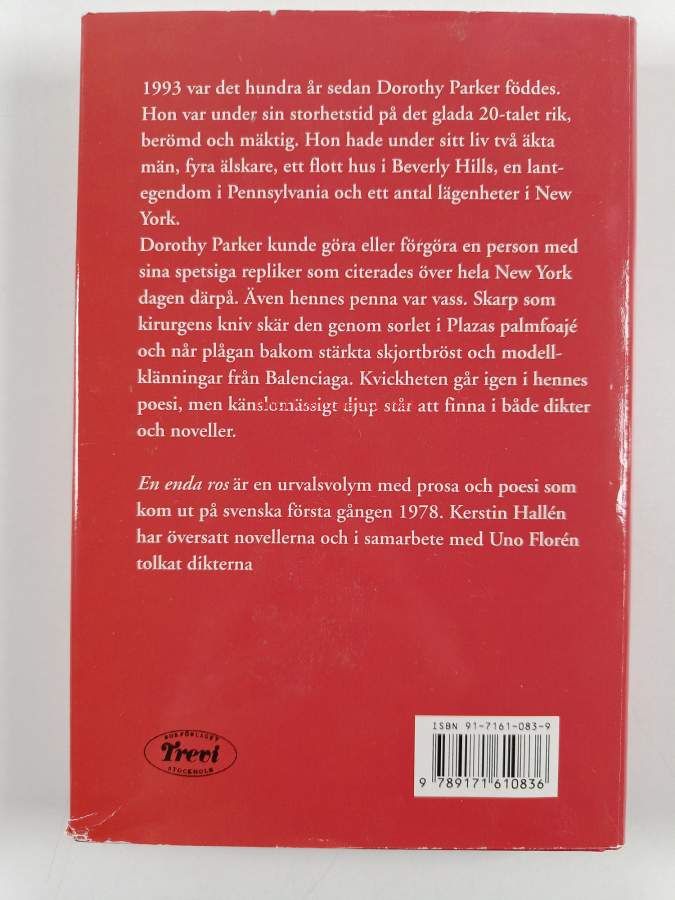 1993 var det hundra år sedan Dorothy Parker föddes.
Hon var under sin storhetstid på det glada 20-talet rik,
berömd och mäktig. Hon hade under sitt liv två äkta
män, fyra älskare, ett flott hus i Beverly Hills, en lant-
egendom i Pennsylvania och ett antal lägenheter i New
York.
Dorothy Parker kunde göra eller förgöra en person med
sina spetsiga repliker som citerades över hela New York
dagen därpå. Även hennes penna var vass. Skarp som
kirurgens kniv skär den genom sorlet i Plazas palmfoajé
och når plågan bakom stärkta skjortbröst och modell-
klänningar från Balenciaga. Kvickheten går igen i hennes
poesi, men känslomässigt djup står att finna i både dikter
och noveller.
En enda ros är en urvalsvolym med prosa och poesi som
kom ut på svenska första gången 1978. Kerstin Hallén
har översatt novellerna och i samarbete med Uno Florén
tolkat dikterna
ISBN 91-7161-083-9
9 789171 610836
BOKFÖRLAGET
Trevi
STOCKHOLM